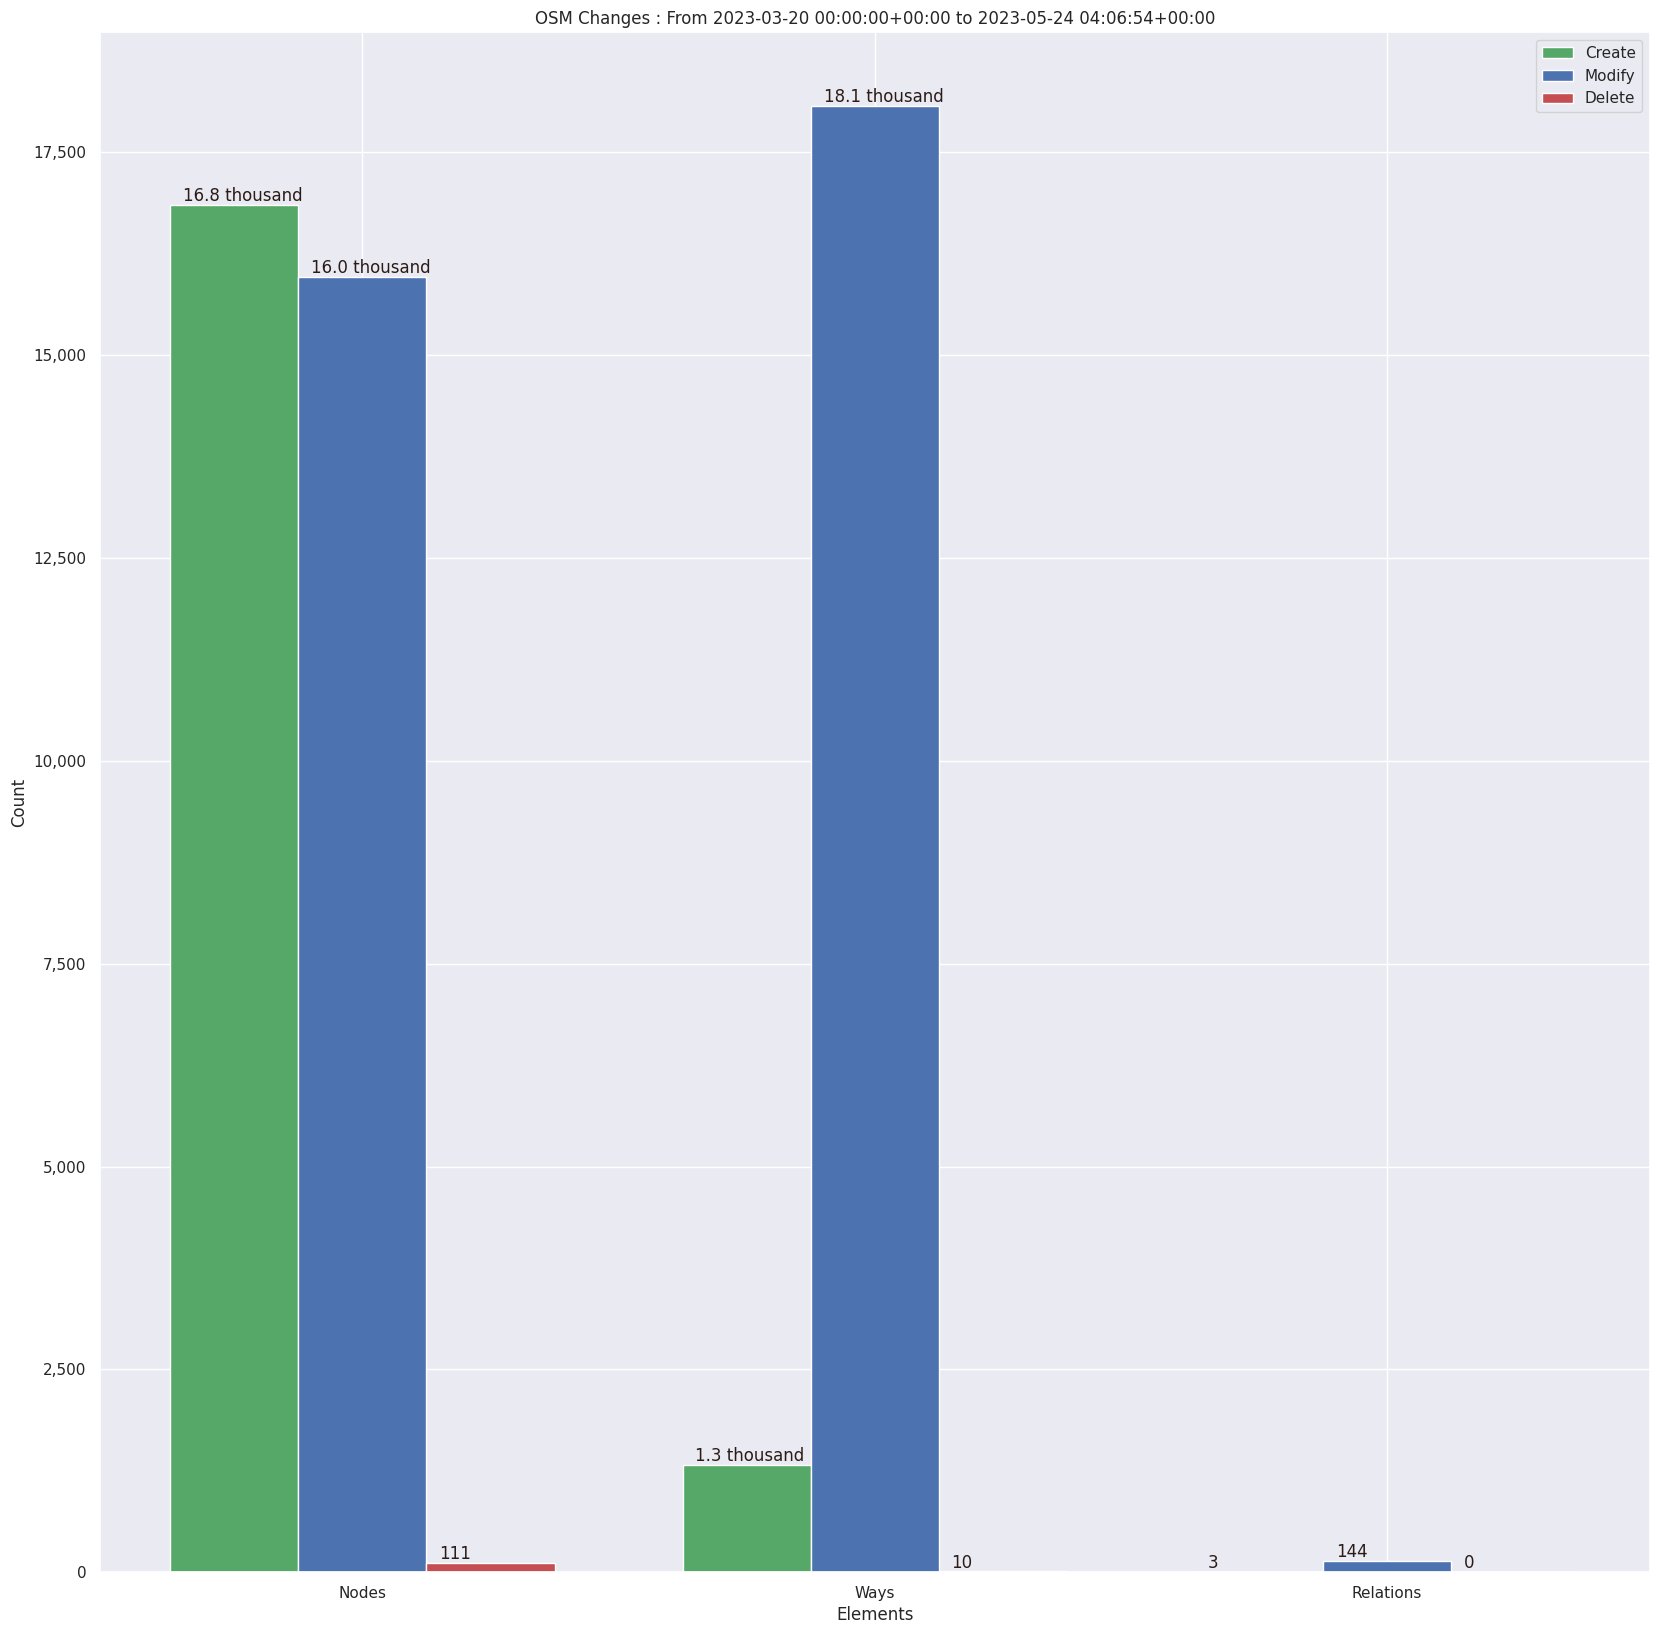 OSM Changes : From 2023-03-20 00:00:00+00:00 to 2023-05-24 04:06:54+00:00
Create
Modify
Delete
18.1 thousand
17,500
16.8 thousand
16.0 thousand
15,000
12,500
10,000
Count
7,500
5,000
2,500
1.3 thousand
111
10
3
144
0
0
Nodes
Ways
Relations
Elements